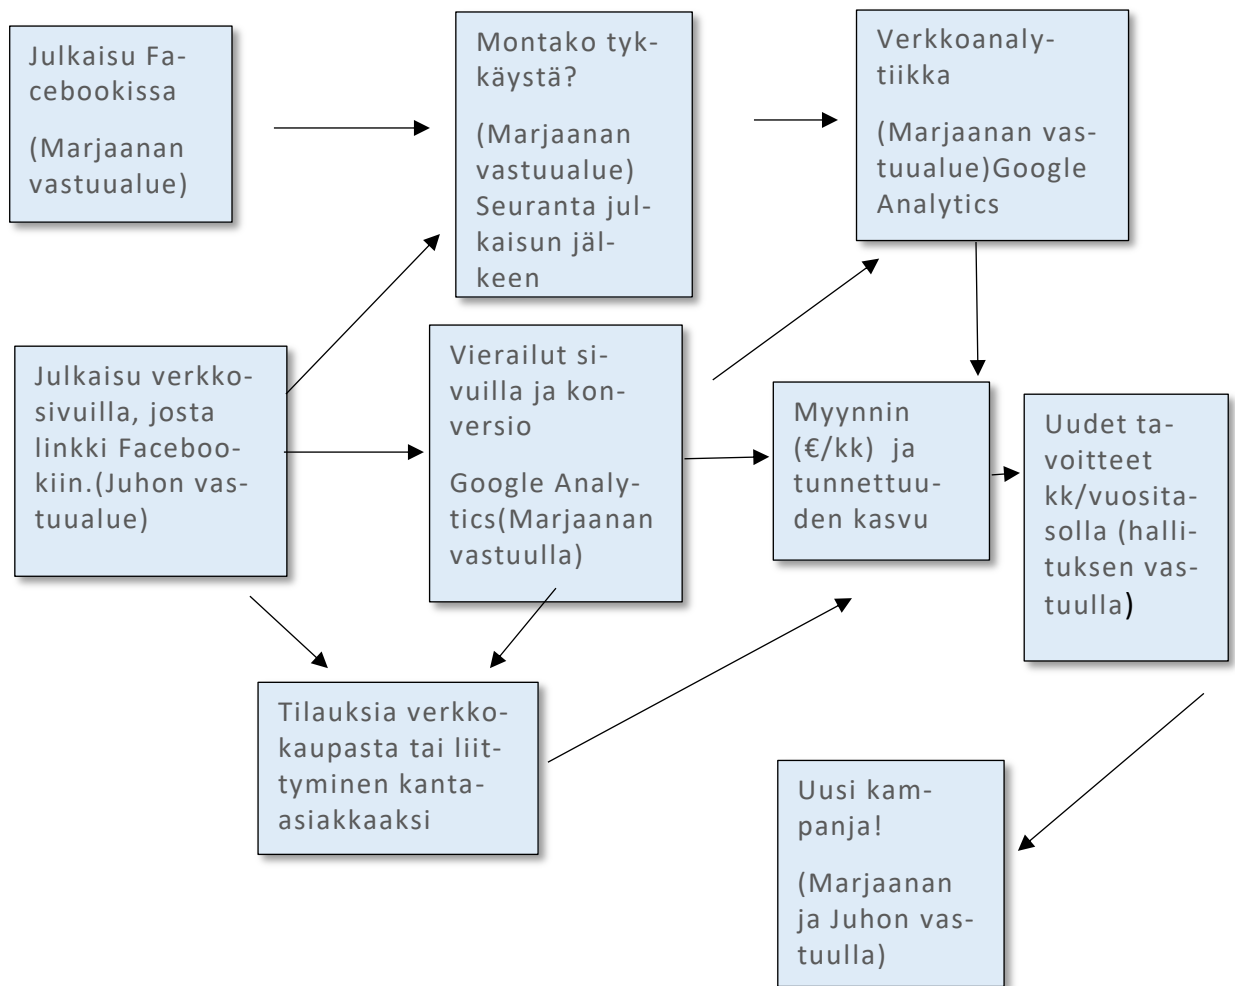 Julkaisu Fa-
cebookissa
(Marjaanan
vastuualue)
Montako tyk-
käystä?
(Marjaanan
vastuualue)
Seuranta jul-
kaisun jäl-
keen
Verkkoanaly-
tiikka
(Marjaanan vas-
tuualue)Google
Analytics
Julkaisu verkko-
sivuilla, josta
linkki Faceboo-
kiin.(Juhon vas-
tuualue)
Vierailut si-
vuilla ja kon-
versio
Google Analy-
tics(Marjaanan
vastuulla)
Myynnin
(€/kk)  ja
tunnettuu-
den kasvu
Uudet ta-
voitteet
kk/vuosita-
solla (halli-
tuksen vas-
tuulla)
Tilauksia verkko-
kaupasta tai liit-
tyminen kanta-
asiakkaaksi
Uusi kam-
panja!
(Marjaanan
ja Juhon vas-
tuulla)